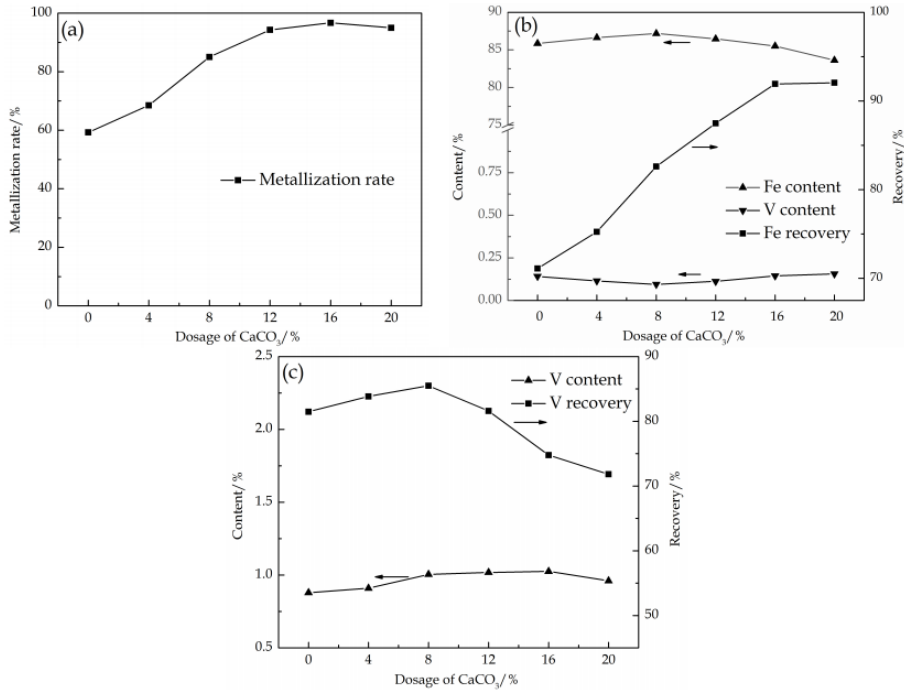 (a)
100
80
60
40
20
0
Metallization rate/%
Metallization rate
0 4 8 12 16 20
Dosage of CaCO3/%
(b)
90
85
80
75
0.75
0.50
0.25
0.00
Content/%
100
90
80
70
Recovery/%
Fe content
V content
Fe recovery
0 4 8 12 16 20
Dosage of CaCO3/%
(c)
2.5
2.0
1.5
1.0
0.5
Content/%
90
80
70
60
50
Recovery/%
V content
V recovery
0 4 8 12 16 20
Dosage of CaCO3/%